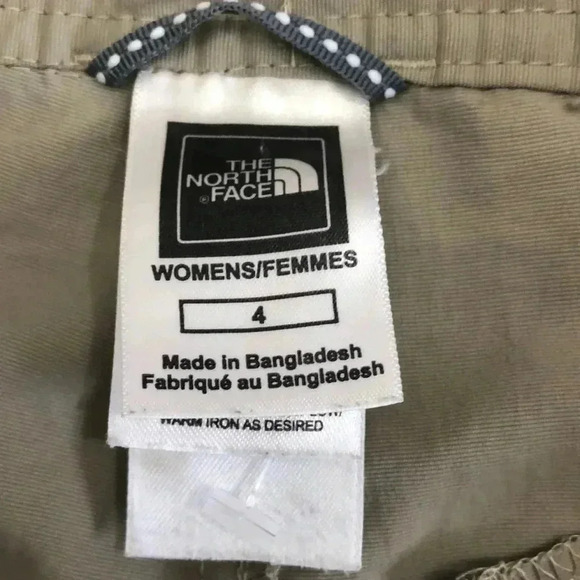 THE
NORTH
FACE
®
WOMENS/FEMMES
4
Made in Bangladesh
Fabriqué au Bangladesh
WARM IRON AS DESIRED